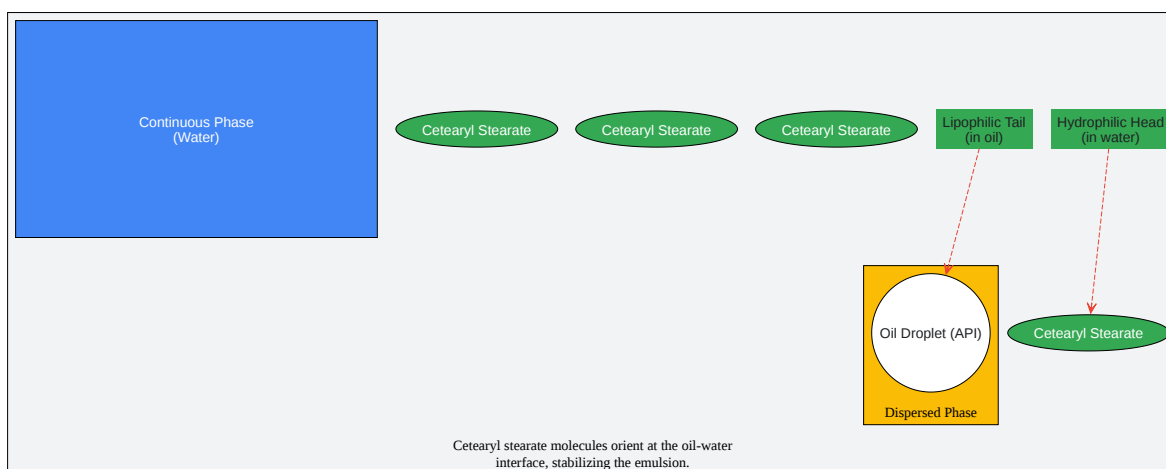 Continuous Phase
(Water)
Cetearyl Stearate
Cetearyl Stearate
Cetearyl Stearate
Lipophilic Tail
(in oil)
Hydrophilic Head
(in water)
Oil Droplet (API)
Cetearyl Stearate
Dispersed Phase
Cetearyl stearate molecules orient at the oil-water
interface, stabilizing the emulsion.